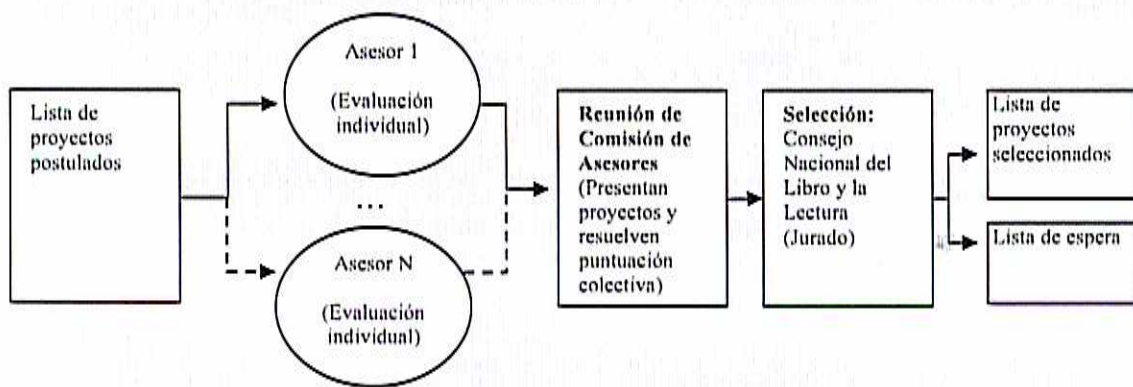 Lista de
proyectos
postulados
Asesor 1
(Evaluación
individual)
...
Asesor N
(Evaluación
individual)
Reunión de
Comisión de
Asesores
(Presentan
proyectos y
resuelven
puntuación
colectiva)
Selección:
Consejo
Nacional del
Libro y la
Lectura
(Jurado)
Lista de
proyectos
seleccionados
Lista de espera